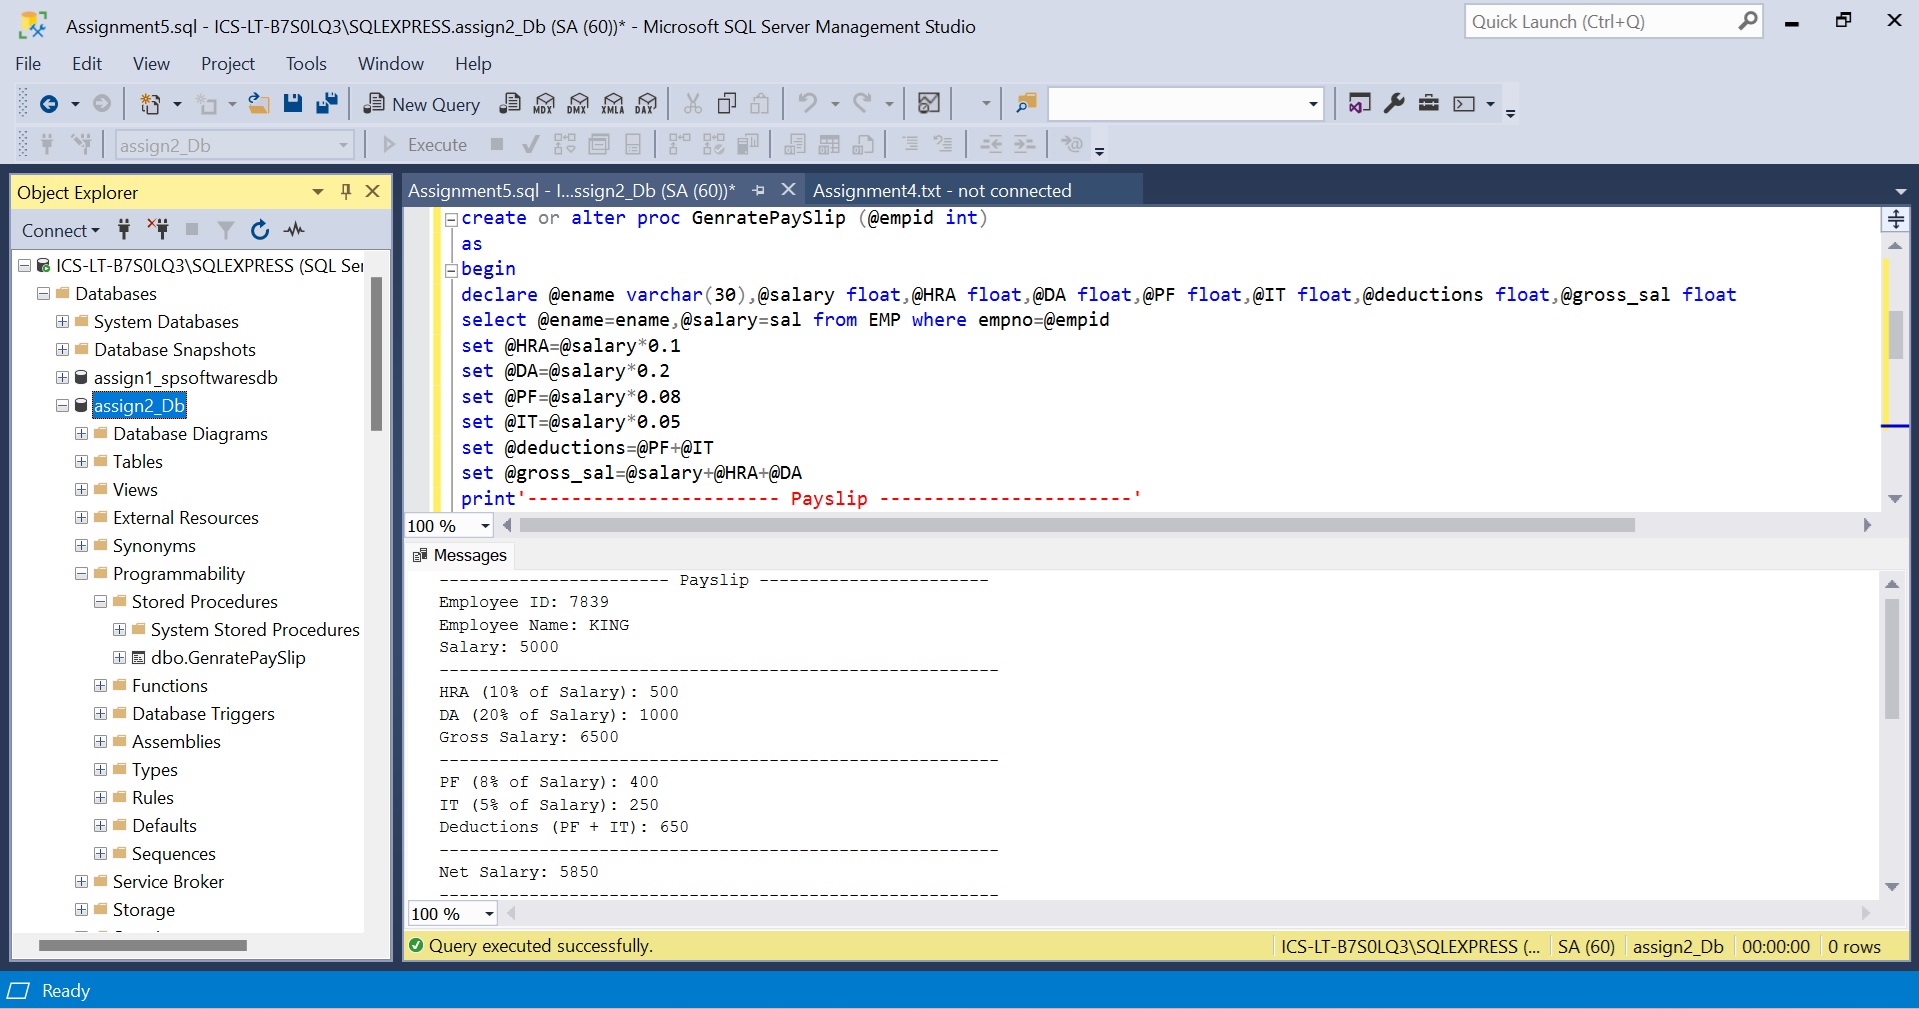 Assignment5.sql - ICS-LT-B7S0LQ3\SQLEXPRESS.assign2_Db (SA (60))* - Microsoft SQL Server Management Studio
Quick Launch (Ctrl+Q)
File Edit View Project Tools Window Help
New Query MDX DMX XMLA DAX
assign2_Db Execute
Object Explorer
Connect
ICS-LT-B7S0LQ3\SQLEXPRESS (SQL Ser
Databases
System Databases
Database Snapshots
assign1_spsoftwaresdb
assign2_Db
Database Diagrams
Tables
Views
External Resources
Synonyms
Programmability
Stored Procedures
System Stored Procedures
dbo.GenratePaySlip
Functions
Database Triggers
Assemblies
Types
Rules
Defaults
Sequences
Service Broker
Storage
Assignment5.sql - I...ssign2_Db (SA (60))* Assignment4.txt - not connected
create or alter proc GenratePaySlip (@empid int)
as
begin
declare @ename varchar(30),@salary float,@HRA float,@DA float,@PF float,@IT float,@deductions float,@gross_sal float
select @ename=ename,@salary=sal from EMP where empno=@empid
set @HRA=@salary*0.1
set @DA=@salary*0.2
set @PF=@salary*0.08
set @IT=@salary*0.05
set @deductions=@PF+@IT
set @gross_sal=@salary+@HRA+@DA
print'----------------------- Payslip -----------------------'
100 %
Messages
----------------------- Payslip -----------------------
Employee ID: 7839
Employee Name: KING
Salary: 5000
--------------------------------------------------------
HRA (10% of Salary): 500
DA (20% of Salary): 1000
Gross Salary: 6500
--------------------------------------------------------
PF (8% of Salary): 400
IT (5% of Salary): 250
Deductions (PF + IT): 650
--------------------------------------------------------
Net Salary: 5850
--------------------------------------------------------
100 %
Query executed successfully. ICS-LT-B7S0LQ3\SQLEXPRESS (... SA (60) assign2_Db 00:00:00 0 rows
Ready